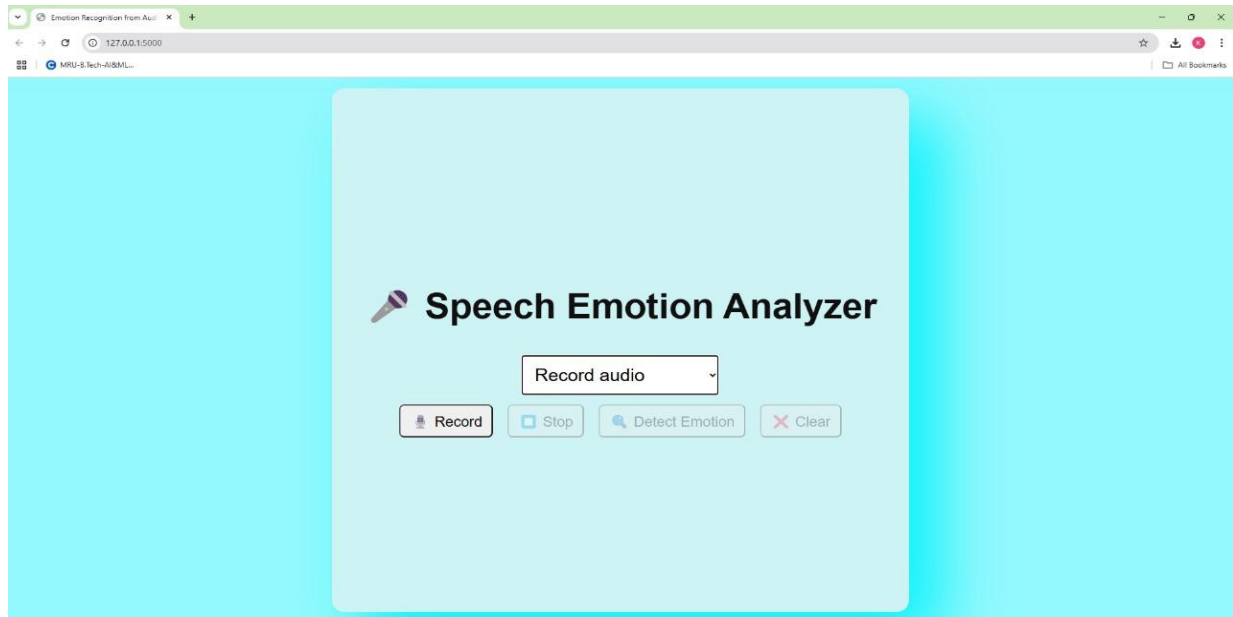 Emotion Recognition from Aud
127.0.0.1:5000
K
MRU-B.Tech-AI&ML...
All Bookmarks
Speech Emotion Analyzer
Record audio
Record Stop Detect Emotion Clear